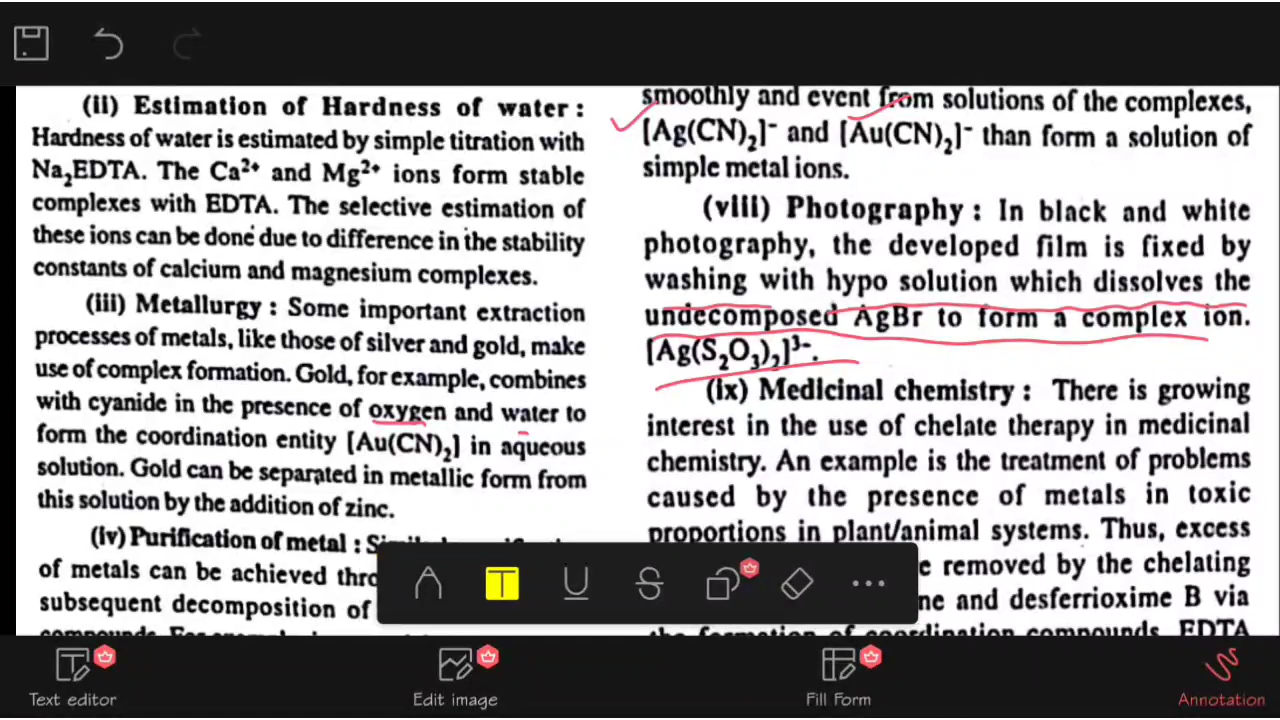 (ii) Estimation of Hardness of water :
Hardness of water is estimated by simple titration with
Na₂EDTA. The Ca²⁺ and Mg²⁺ ions form stable
complexes with EDTA. The selective estimation of
these ions can be done due to difference in the stability
constants of calcium and magnesium complexes.
(iii) Metallurgy : Some important extraction
processes of metals, like those of silver and gold, make
use of complex formation. Gold, for example, combines
with cyanide in the presence of oxygen and water to
form the coordination entity [Au(CN)₂] in aqueous
solution. Gold can be separated in metallic form from
this solution by the addition of zinc.
(iv) Purification of metal :
of metals can be achieved
subsequent decomposition of
smoothly and event from solutions of the complexes,
[Ag(CN)₂]⁻ and [Au(CN)₂]⁻ than form a solution of
simple metal ions.
(viii) Photography : In black and white
photography, the developed film is fixed by
washing with hypo solution which dissolves the
undecomposed AgBr to form a complex ion.
[Ag(S₂O₃)₂]³⁻.
(ix) Medicinal chemistry : There is growing
interest in the use of chelate therapy in medicinal
chemistry. An example is the treatment of problems
caused by the presence of metals in toxic
proportions in plant/animal systems. Thus, excess
removed by the chelating
and desferrioxime B via
the formation of coordination compounds. EDTA
T
U
S
Text editor
Edit image
Fill Form
Annotation